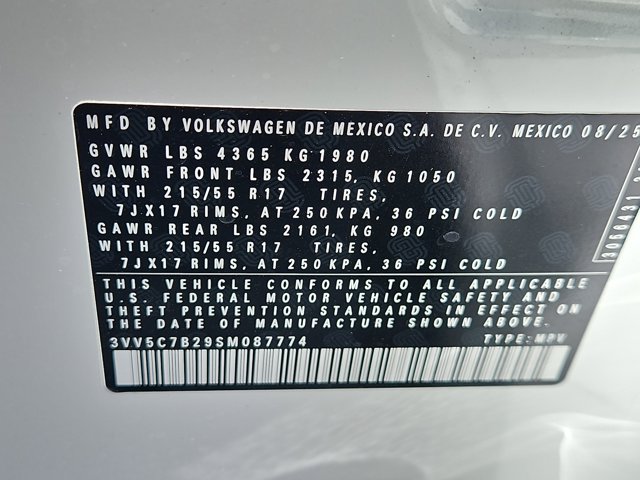 MFD BY VOLKSWAGEN DE MEXICO S.A. DE C.V. MEXICO 08/25
GVWR LBS 4365 KG 1980
GAWR FRONT LBS 2315, KG 1050
WITH 215/55 R17 TIRES,
7JX17 RIMS, AT 250 KPA, 36 PSI COLD
GAWR REAR LBS 2161, KG 980
WITH 215/55 R17 TIRES,
7JX17 RIMS, AT 250 KPA, 36 PSI COLD
THIS VEHICLE CONFORMS TO ALL APPLICABLE
U.S. FEDERAL MOTOR VEHICLE SAFETY AND
THEFT PREVENTION STANDARDS IN EFFECT ON
THE DATE OF MANUFACTURE SHOWN ABOVE.
3VV5C7B29SM087774 TYPE: MPV
3066431